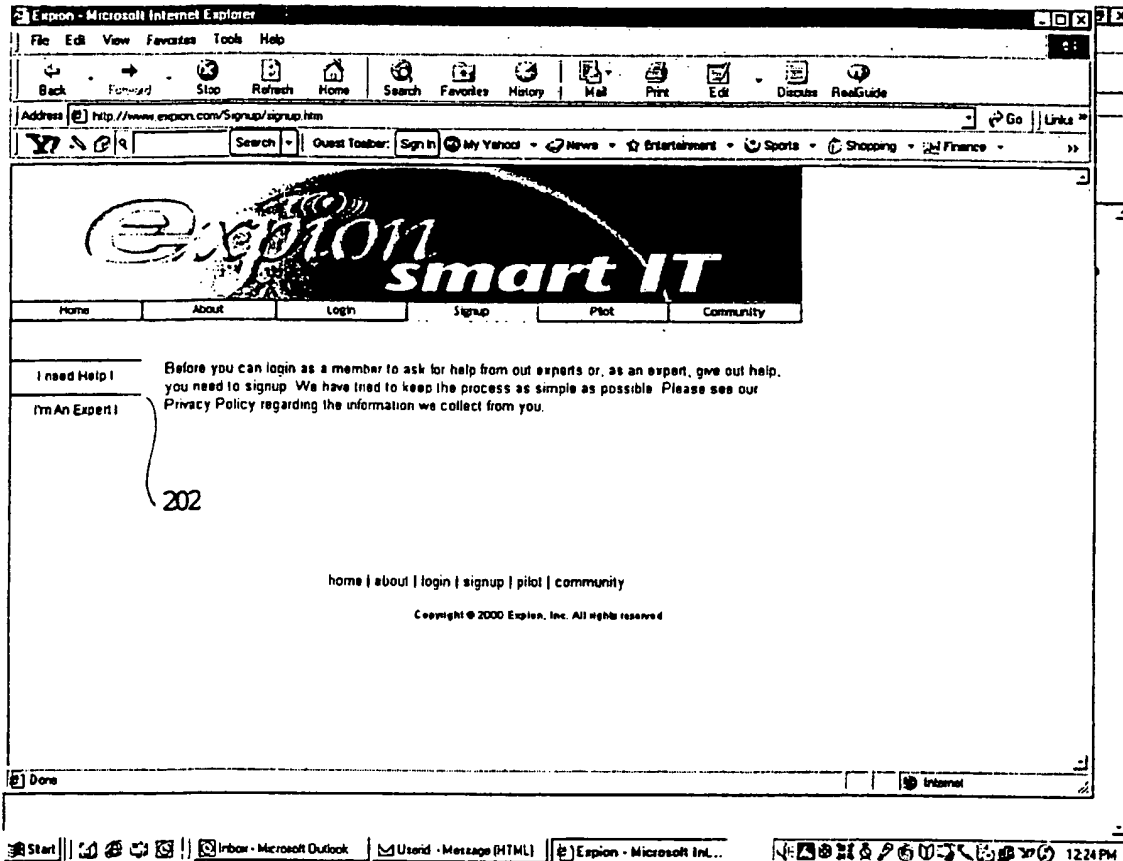 Expion - Microsoft Internet Explorer
File Edit View Favorites Tools Help
Back Forward Stop Refresh Home Search Favorites History Mail Print Edit Discuss RealGuide
Address http://www.expion.com/Signup/signup.htm Go Links »
Y? Search Guest Toolbar: Sign In My Yahoo! News Entertainment Sports Shopping Finance »
expion
smart IT
Home About Login Signup Pilot Community
I need Help !
I'm An Expert !
Before you can login as a member to ask for help from out experts or, as an expert, give out help,
you need to signup. We have tried to keep the process as simple as possible. Please see our
Privacy Policy regarding the information we collect from you.
202
home | about | login | signup | pilot | community
Copyright © 2000 Expion, Inc. All rights reserved
Done Internet
Start Inbox - Microsoft Outlook Userid - Message (HTML) Expion - Microsoft Int... 12:24 PM